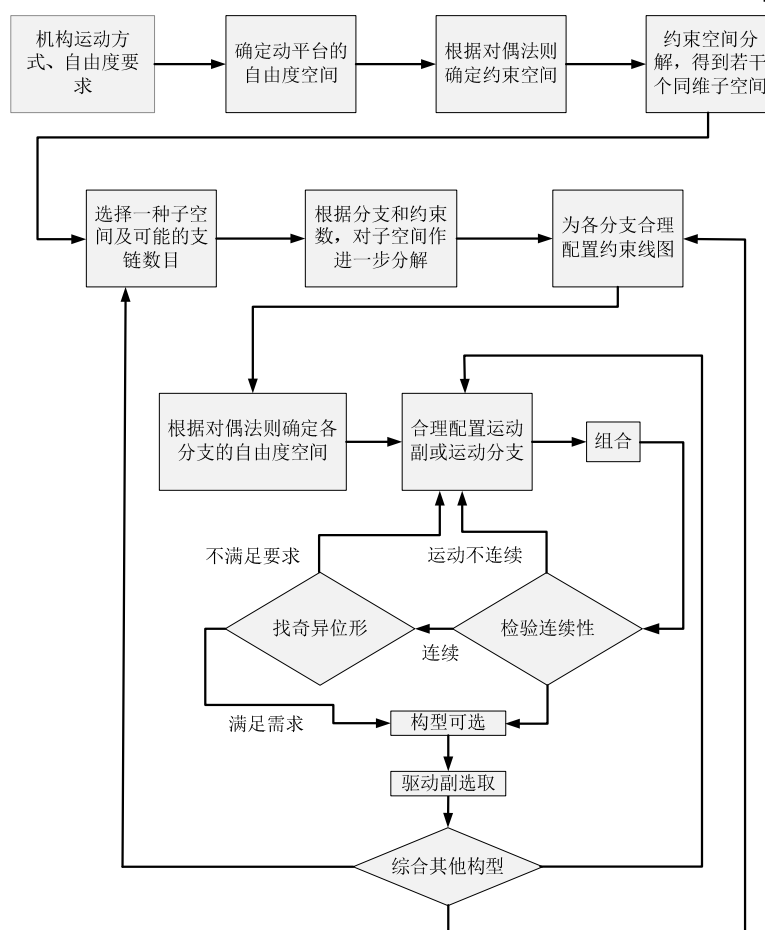 机构运动方
式、自由度要
求
确定动平台的
自由度空间
根据对偶法则
确定约束空间
约束空间分
解，得到若干
个同维子空间
选择一种子空
间及可能的支
链数目
根据分支和约束
数，对子空间作
进一步分解
为各分支合理
配置约束线图
根据对偶法则确定各
分支的自由度空间
合理配置运动
副或运动分支
组合
不满足要求
运动不连续
找奇异位形
检验连续性
连续
满足需求
构型可选
驱动副选取
综合其他构型